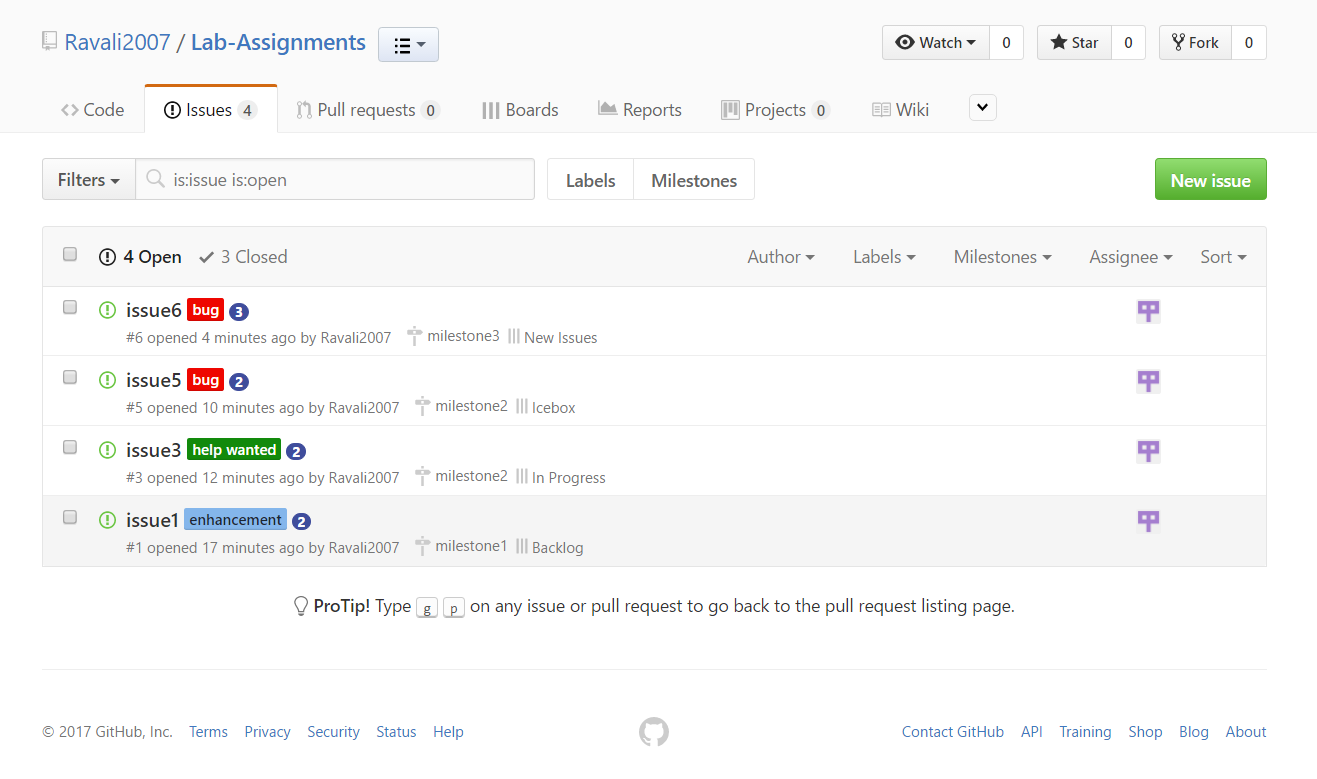 Ravali2007 / Lab-Assignments
Watch 0 Star 0 Fork 0
Code Issues 4 Pull requests 0 Boards Reports Projects 0 Wiki
Filters is:issue is:open Labels Milestones New issue
4 Open 3 Closed Author Labels Milestones Assignee Sort
issue6 bug 3
#6 opened 4 minutes ago by Ravali2007 milestone3 New Issues
issue5 bug 2
#5 opened 10 minutes ago by Ravali2007 milestone2 Icebox
issue3 help wanted 2
#3 opened 12 minutes ago by Ravali2007 milestone2 In Progress
issue1 enhancement 2
#1 opened 17 minutes ago by Ravali2007 milestone1 Backlog
ProTip! Type g p on any issue or pull request to go back to the pull request listing page.
© 2017 GitHub, Inc. Terms Privacy Security Status Help Contact GitHub API Training Shop Blog About